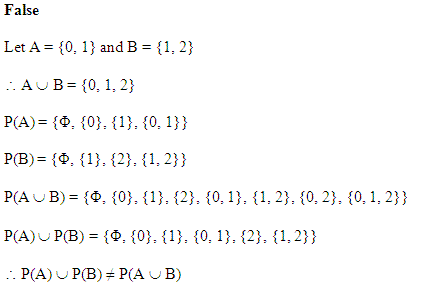 False
Let A = {0, 1} and B = {1, 2}
∴ A ∪ B = {0, 1, 2}
P(A) = {Φ, {0}, {1}, {0, 1}}
P(B) = {Φ, {1}, {2}, {1, 2}}
P(A ∪ B) = {Φ, {0}, {1}, {2}, {0, 1}, {1, 2}, {0, 2}, {0, 1, 2}}
P(A) ∪ P(B) = {Φ, {0}, {1}, {0, 1}, {2}, {1, 2}}
∴ P(A) ∪ P(B) ≠ P(A ∪ B)